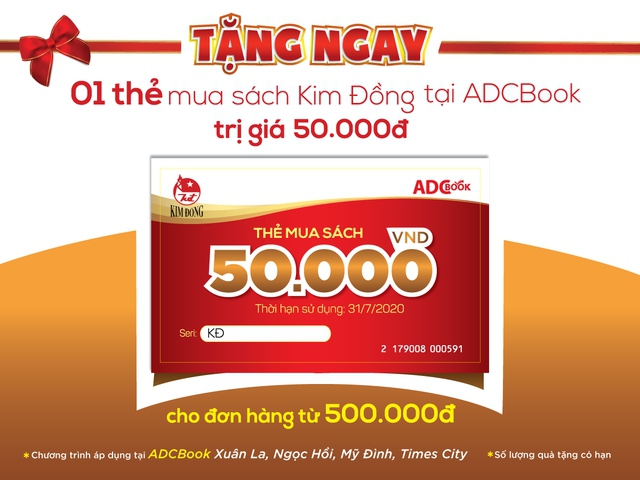 TẶNG NGAY
01 thẻ mua sách Kim Đồng tại ADCBook
trị giá 50.000đ
KIM ĐỒNG
ADCBOOK
THẺ MUA SÁCH
50.000 VND
Thời hạn sử dụng: 31/7/2020
Seri: KĐ
2 179008 000591
cho đơn hàng từ 500.000đ
*Chương trình áp dụng tại ADCBook Xuân La, Ngọc Hồi, Mỹ Đình, Times City *Số lượng quà tặng có hạn